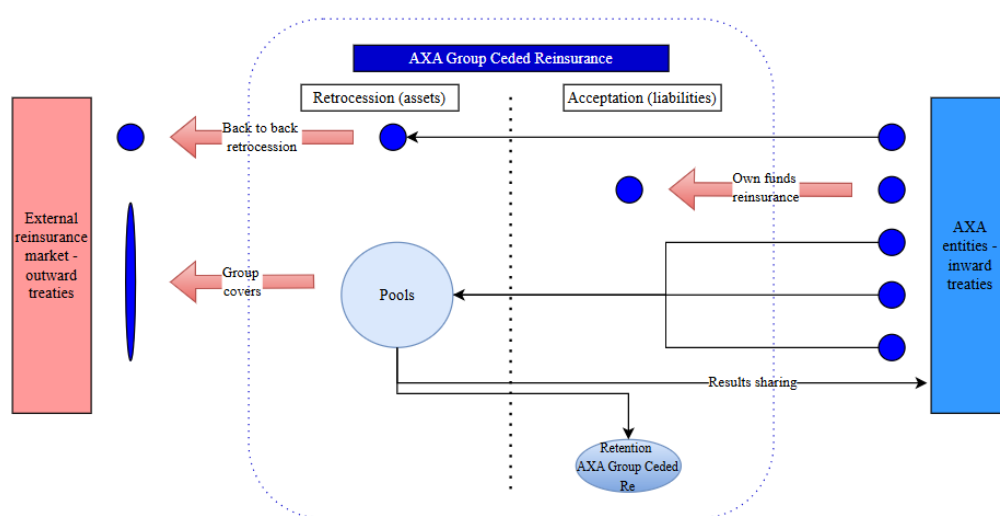 AXA Group Ceded Reinsurance
Retrocession (assets)
Acceptation (liabilities)
Back to back
retrocession
Own funds
reinsurance
External
reinsurance
market -
outward
treaties
AXA
entities -
inward
treaties
Group
covers
Pools
Results sharing
Retention
AXA Group Ceded
Re